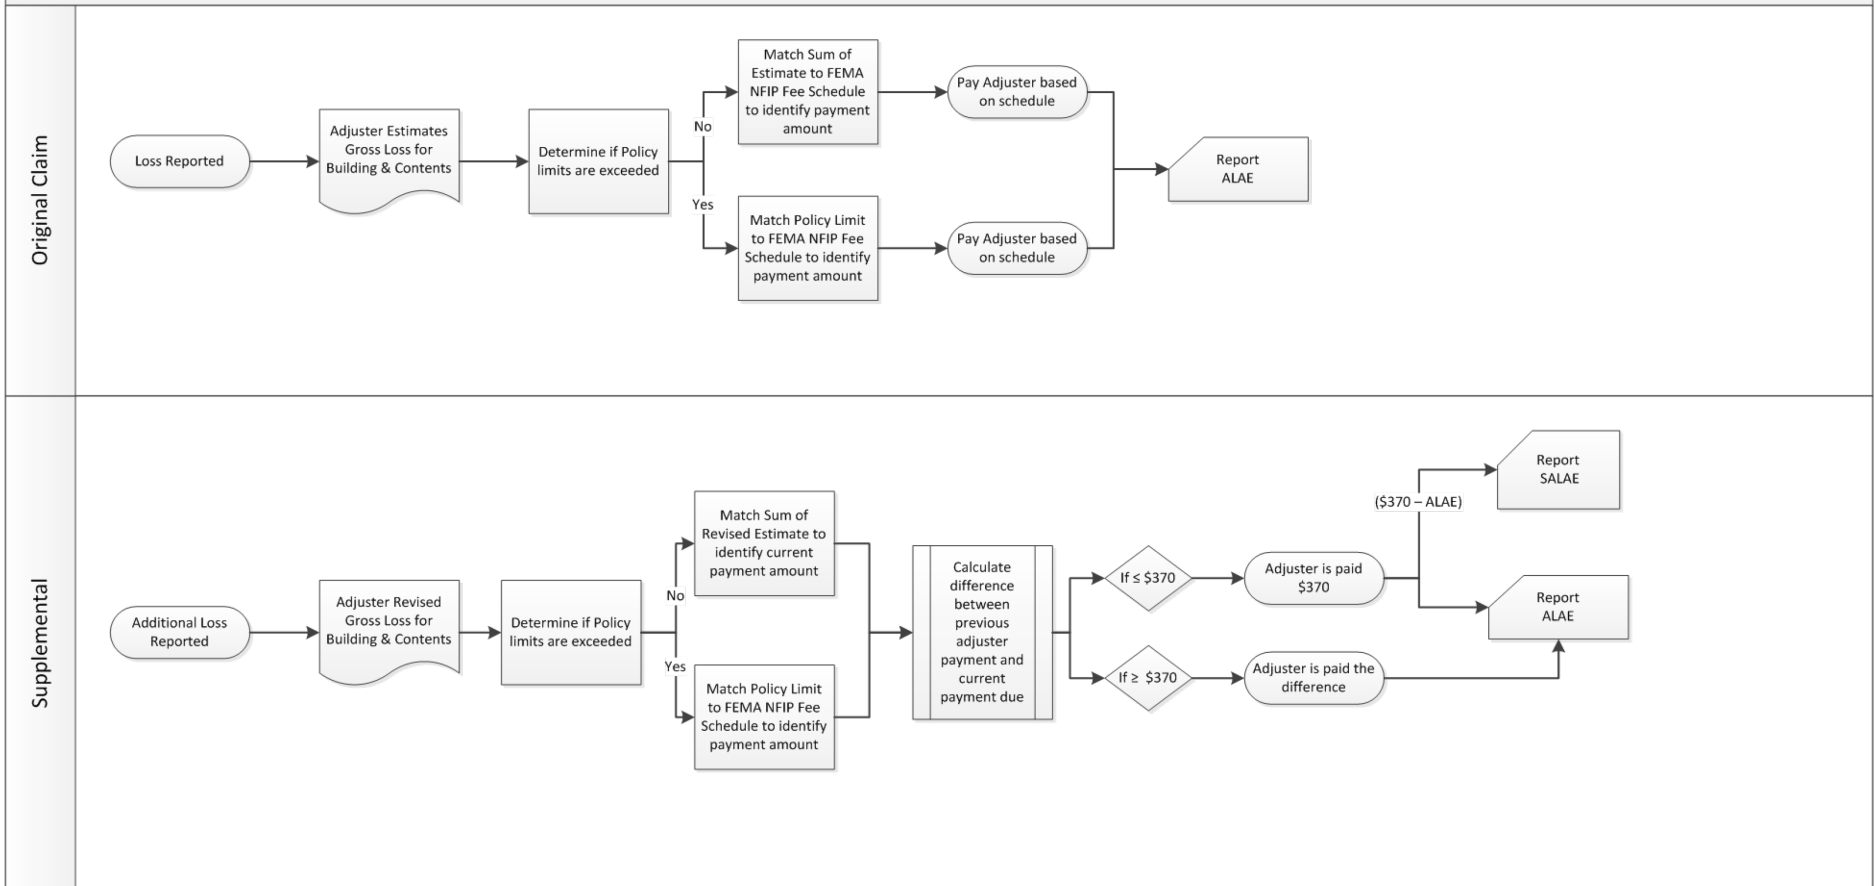 Original Claim
Loss Reported
Adjuster Estimates
Gross Loss for
Building & Contents
Determine if Policy
limits are exceeded
No
Yes
Match Sum of
Estimate to FEMA
NFIP Fee Schedule
to identify payment
amount
Pay Adjuster based
on schedule
Match Policy Limit
to FEMA NFIP Fee
Schedule to identify
payment amount
Pay Adjuster based
on schedule
Report
ALAE
Supplemental
Additional Loss
Reported
Adjuster Revised
Gross Loss for
Building & Contents
Determine if Policy
limits are exceeded
No
Yes
Match Sum of
Revised Estimate to
identify current
payment amount
Match Policy Limit
to FEMA NFIP Fee
Schedule to identify
payment amount
Calculate
difference
between
previous
adjuster
payment and
current
payment due
If ≤ $370
Adjuster is paid
$370
($370 – ALAE)
Report
SALAE
Report
ALAE
If ≥ $370
Adjuster is paid the
difference